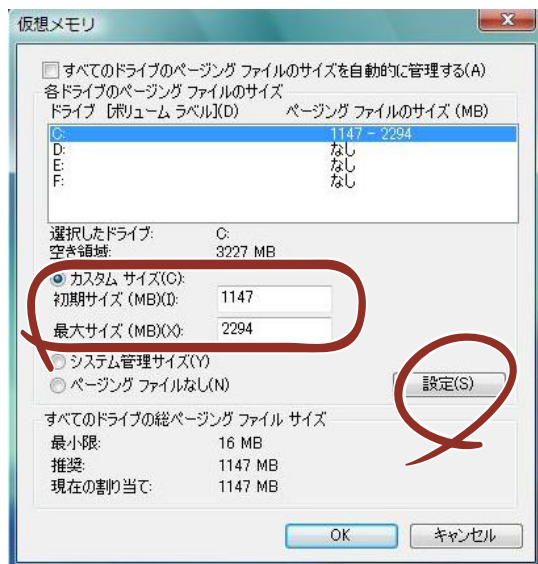 仮想メモリ
すべてのドライブのページング ファイルのサイズを自動的に管理する(A)
各ドライブのページング ファイルのサイズ
ドライブ [ボリューム ラベル](D) ページング ファイルのサイズ (MB)
C: 1147 - 2294
D: なし
E: なし
F: なし
選択したドライブ: C:
空き領域: 3227 MB
カスタム サイズ(C):
初期サイズ (MB)(I): 1147
最大サイズ (MB)(X): 2294
システム管理サイズ(Y)
ページング ファイルなし(N) 設定(S)
すべてのドライブの総ページング ファイル サイズ
最小限: 16 MB
推奨: 1147 MB
現在の割り当て: 1147 MB
OK キャンセル